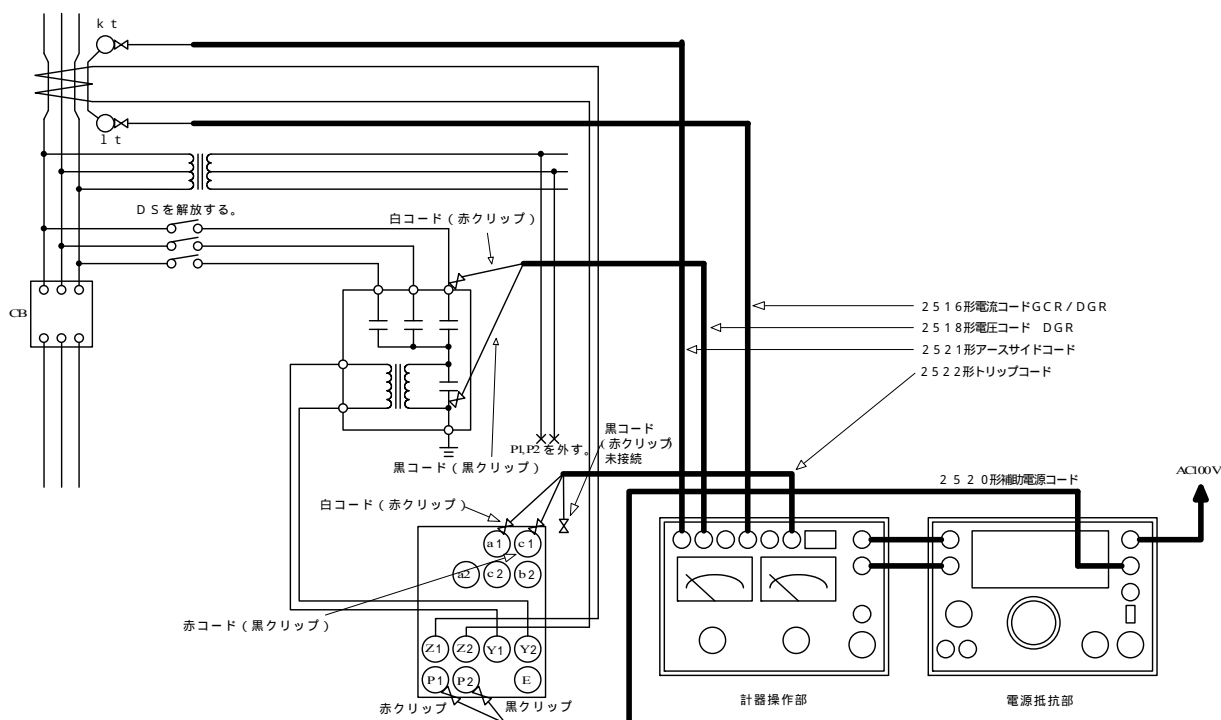 k t
l t
DSを解放する。
白コード(赤クリップ)
CB
2516形電流コードGCR/DGR
2518形電圧コード DGR
2521形アースサイドコード
2522形トリップコード
黒コード
(赤クリップ)
未接続
P1,P2を外す。
黒コード(黒クリップ)
2520形補助電源コード
AC100V
白コード(赤クリップ)
a1
c1
a2
c2
b2
赤コード(黒クリップ)
Z1
Z2
Y1
Y2
P1
P2
E
赤クリップ
黒クリップ
計器操作部
電源抵抗部